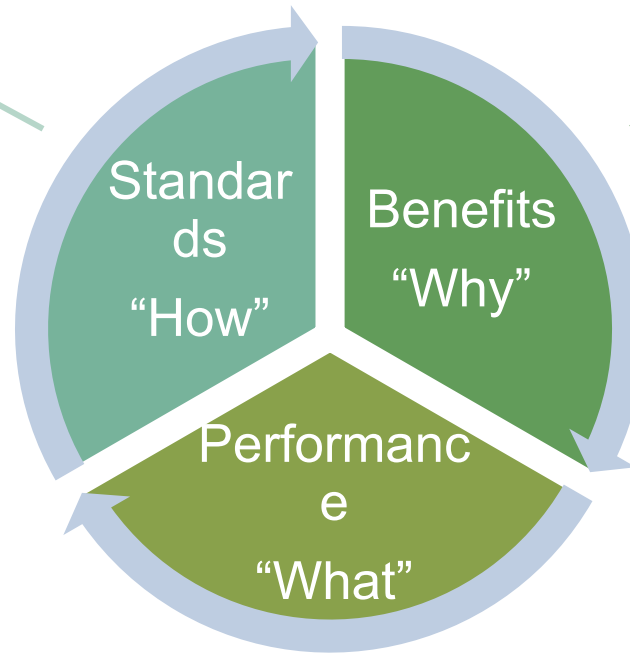 Standar
ds
“How”
Benefits
“Why”
Performanc
e
“What”